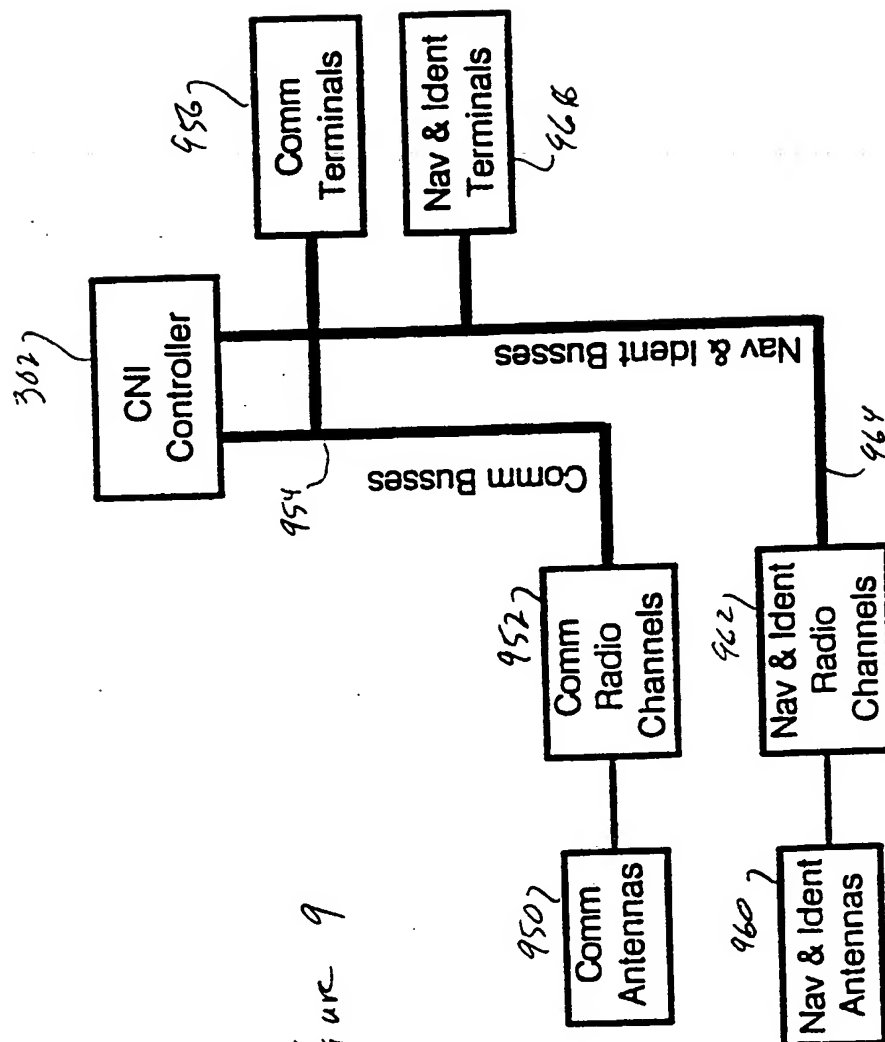 302
CNI
Controller
956
Comm
Terminals
Nav & Ident
Terminals
954
Comm Busses
Nav & Ident Busses
952
Comm
Radio
Channels
962
Nav & Ident
Radio
Channels
964
950
Comm
Antennas
960
Nav & Ident
Antennas
9